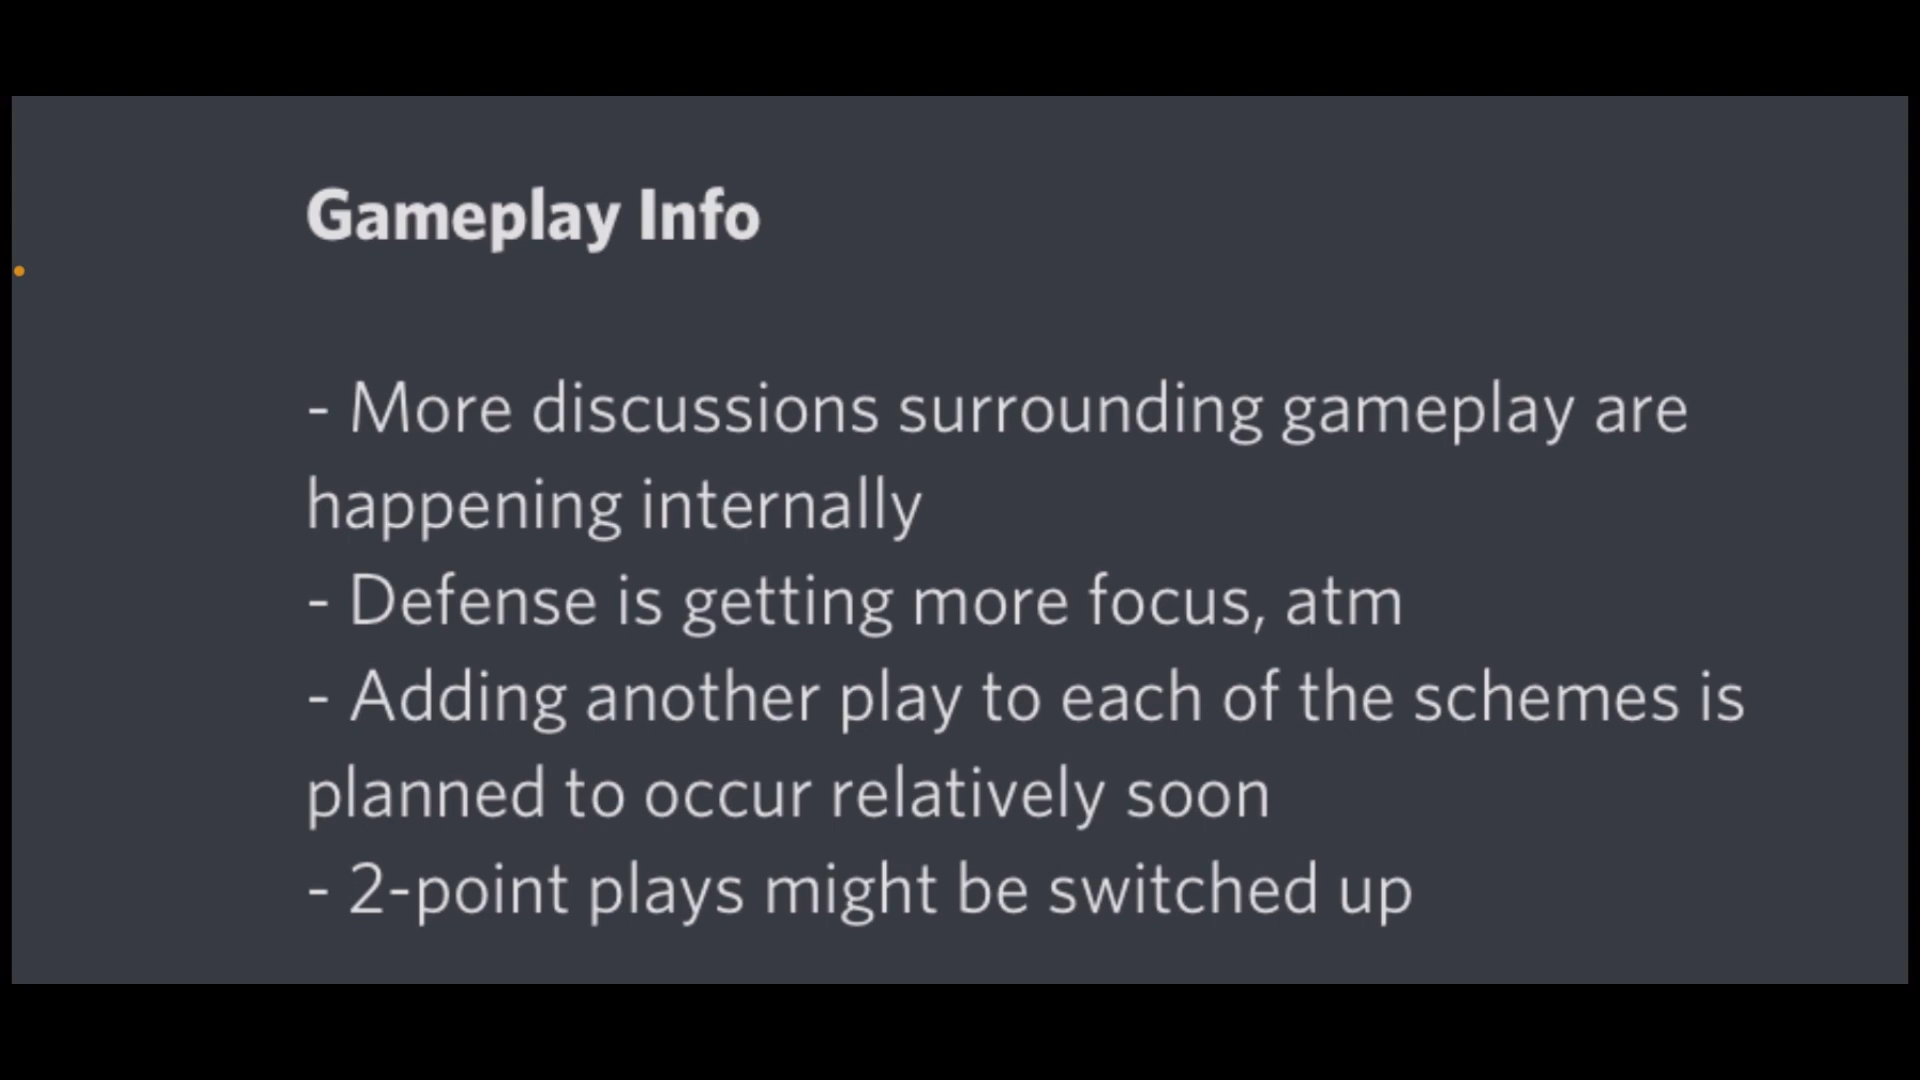 Gameplay Info
- More discussions surrounding gameplay are
happening internally
- Defense is getting more focus, atm
- Adding another play to each of the schemes is
planned to occur relatively soon
- 2-point plays might be switched up